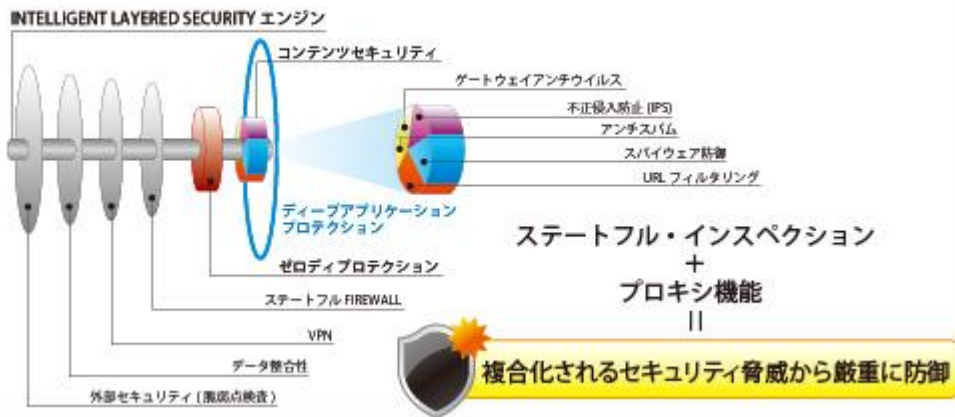 INTELLIGENT LAYERED SECURITY エンジン
コンテンツセキュリティ
ゲートウェイアンチウイルス
不正侵入防止 (IPS)
アンチスパム
スパイウェア防御
URL フィルタリング
ディープアプリケーション
プロテクション
ゼロディプロテクション
ステートフル FIREWALL
VPN
データ整合性
外部セキュリティ (脆弱点検査)
ステートフル・インスペクション
+
プロキシ機能
=
複合化されるセキュリティ脅威から厳重に防御